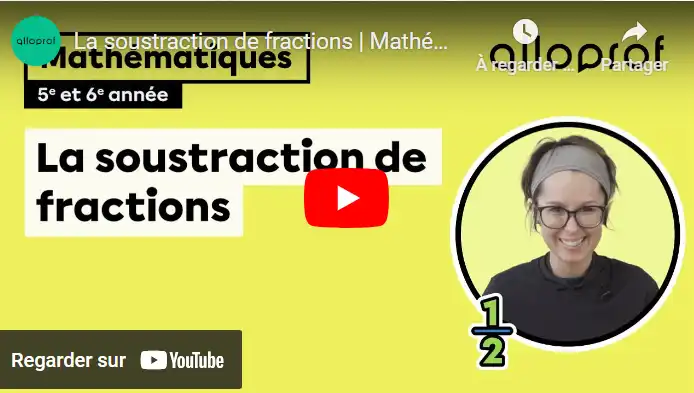 alloprof
La soustraction de fractions | Mathé...
alloprof
À regarder ...
Partager
Mathématiques
5e et 6e année
La soustraction de
fractions
1
2
Regarder sur YouTube